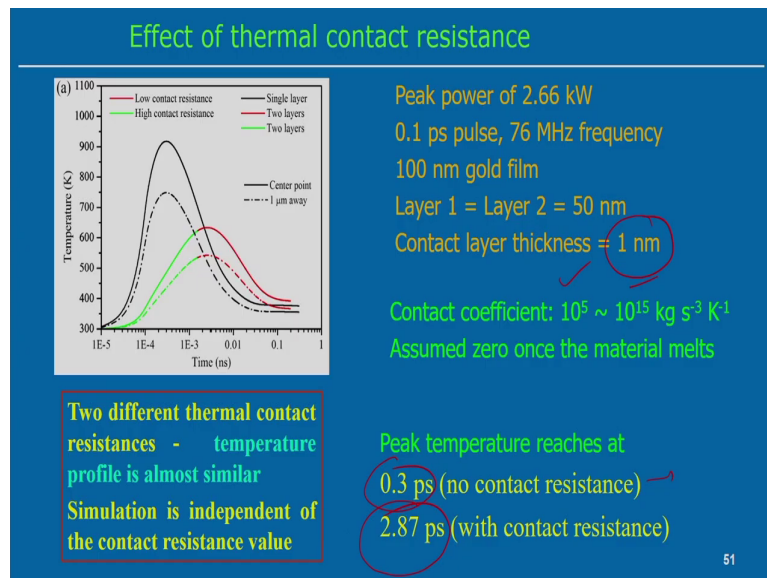 Effect of thermal contact resistance
(a)
1100
1000
900
800
700
600
500
400
300
Temperature (K)
Low contact resistance
High contact resistance
Single layer
Two layers
Two layers
Center point
1 μm away
1E-5 1E-4 1E-3 0.01 0.1 1
Time (ns)
Peak power of 2.66 kW
0.1 ps pulse, 76 MHz frequency
100 nm gold film
Layer 1 = Layer 2 = 50 nm
Contact layer thickness = 1 nm
Contact coefficient: 10⁵ ~ 10¹⁵ kg s⁻³ K⁻¹
Assumed zero once the material melts
Two different thermal contact
resistances - temperature
profile is almost similar
Simulation is independent of
the contact resistance value
Peak temperature reaches at
0.3 ps (no contact resistance)
2.87 ps (with contact resistance)
51